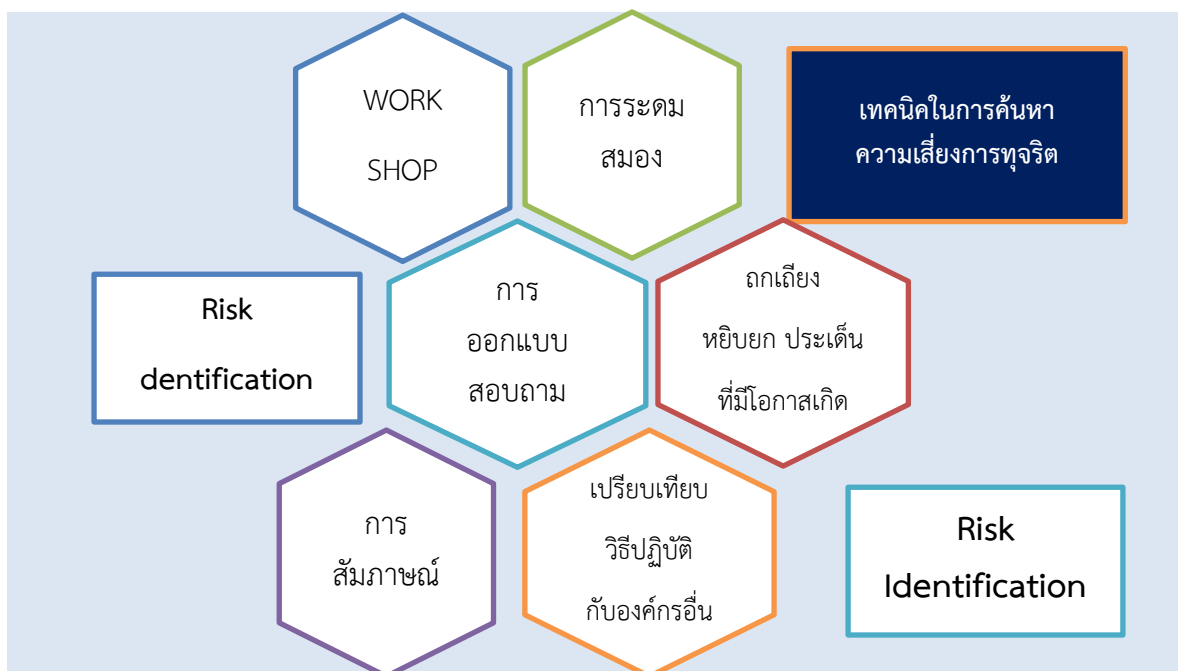 WORK
SHOP
การระดม
สมอง
เทคนิคในการค้นหา
ความเสี่ยงการทุจริต
Risk
dentification
การ
ออกแบบ
สอบถาม
ถกเถียง
หยิบยก ประเด็น
ที่มีโอกาสเกิด
การ
สัมภาษณ์
เปรียบเทียบ
วิธีปฏิบัติ
กับองค์กรอื่น
Risk
Identification